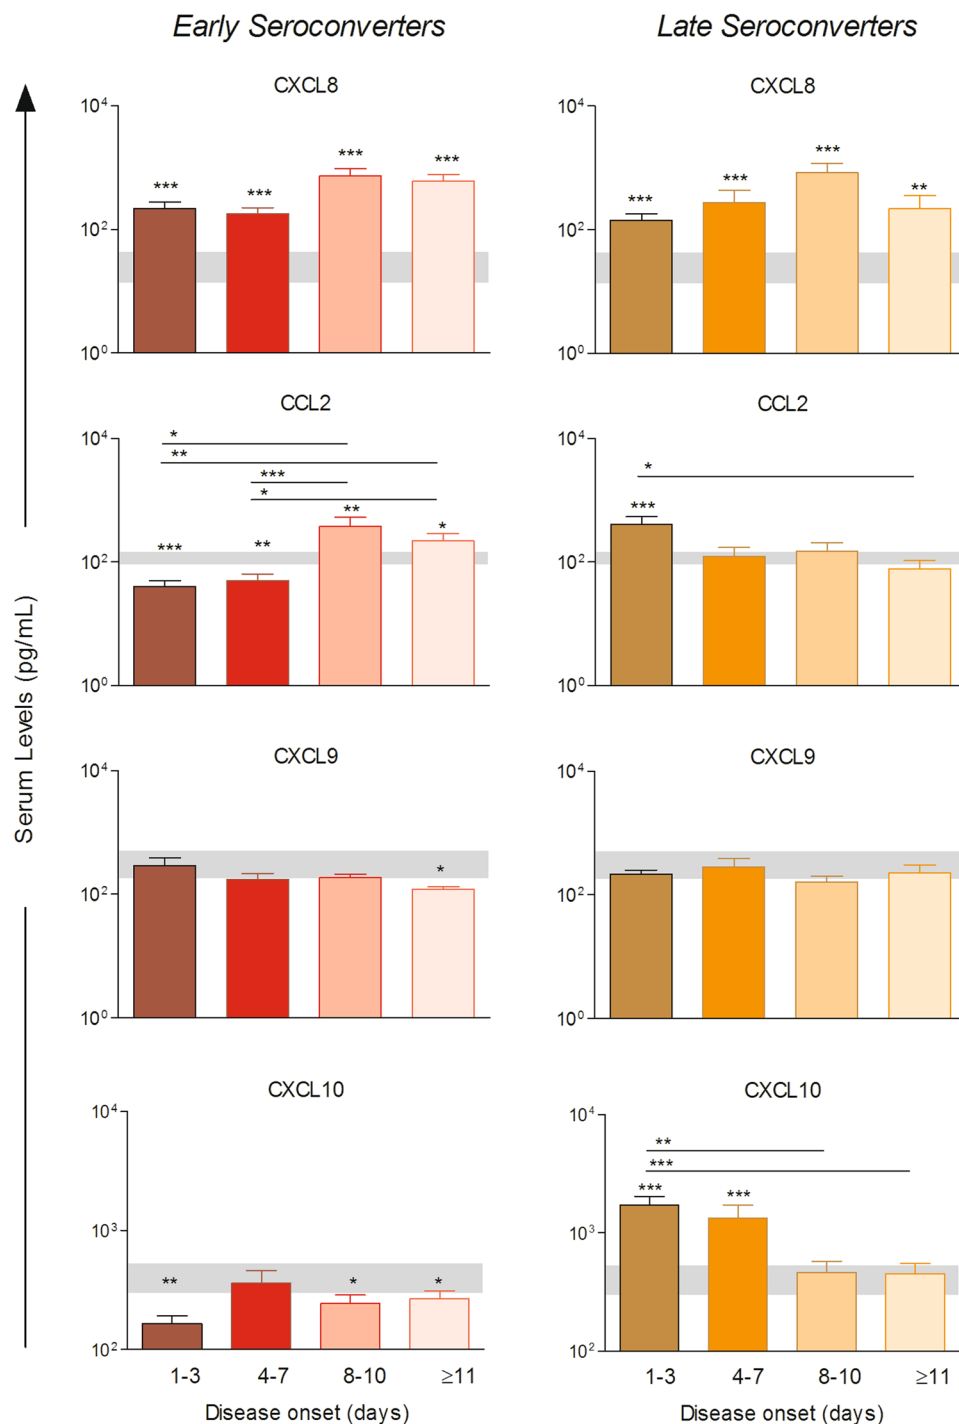 Early Seroconverters Late Seroconverters
CXCL8 CXCL8
10⁴ 10⁴
*** *** *** *** *** *** *** **
10² 10²
10⁰ 10⁰
CCL2 CCL2
10⁴ 10⁴
* ** *** * *
*** ** ** * ***
10² 10²
10⁰ 10⁰
Serum Levels (pg/mL)
CXCL9 CXCL9
10⁴ 10⁴
*
10² 10²
10⁰ 10⁰
CXCL10 CXCL10
10⁴ 10⁴
** ***
*** ***
10³ 10³
** * *
10² 10²
1-3 4-7 8-10 ≥11 1-3 4-7 8-10 ≥11
Disease onset (days) Disease onset (days)